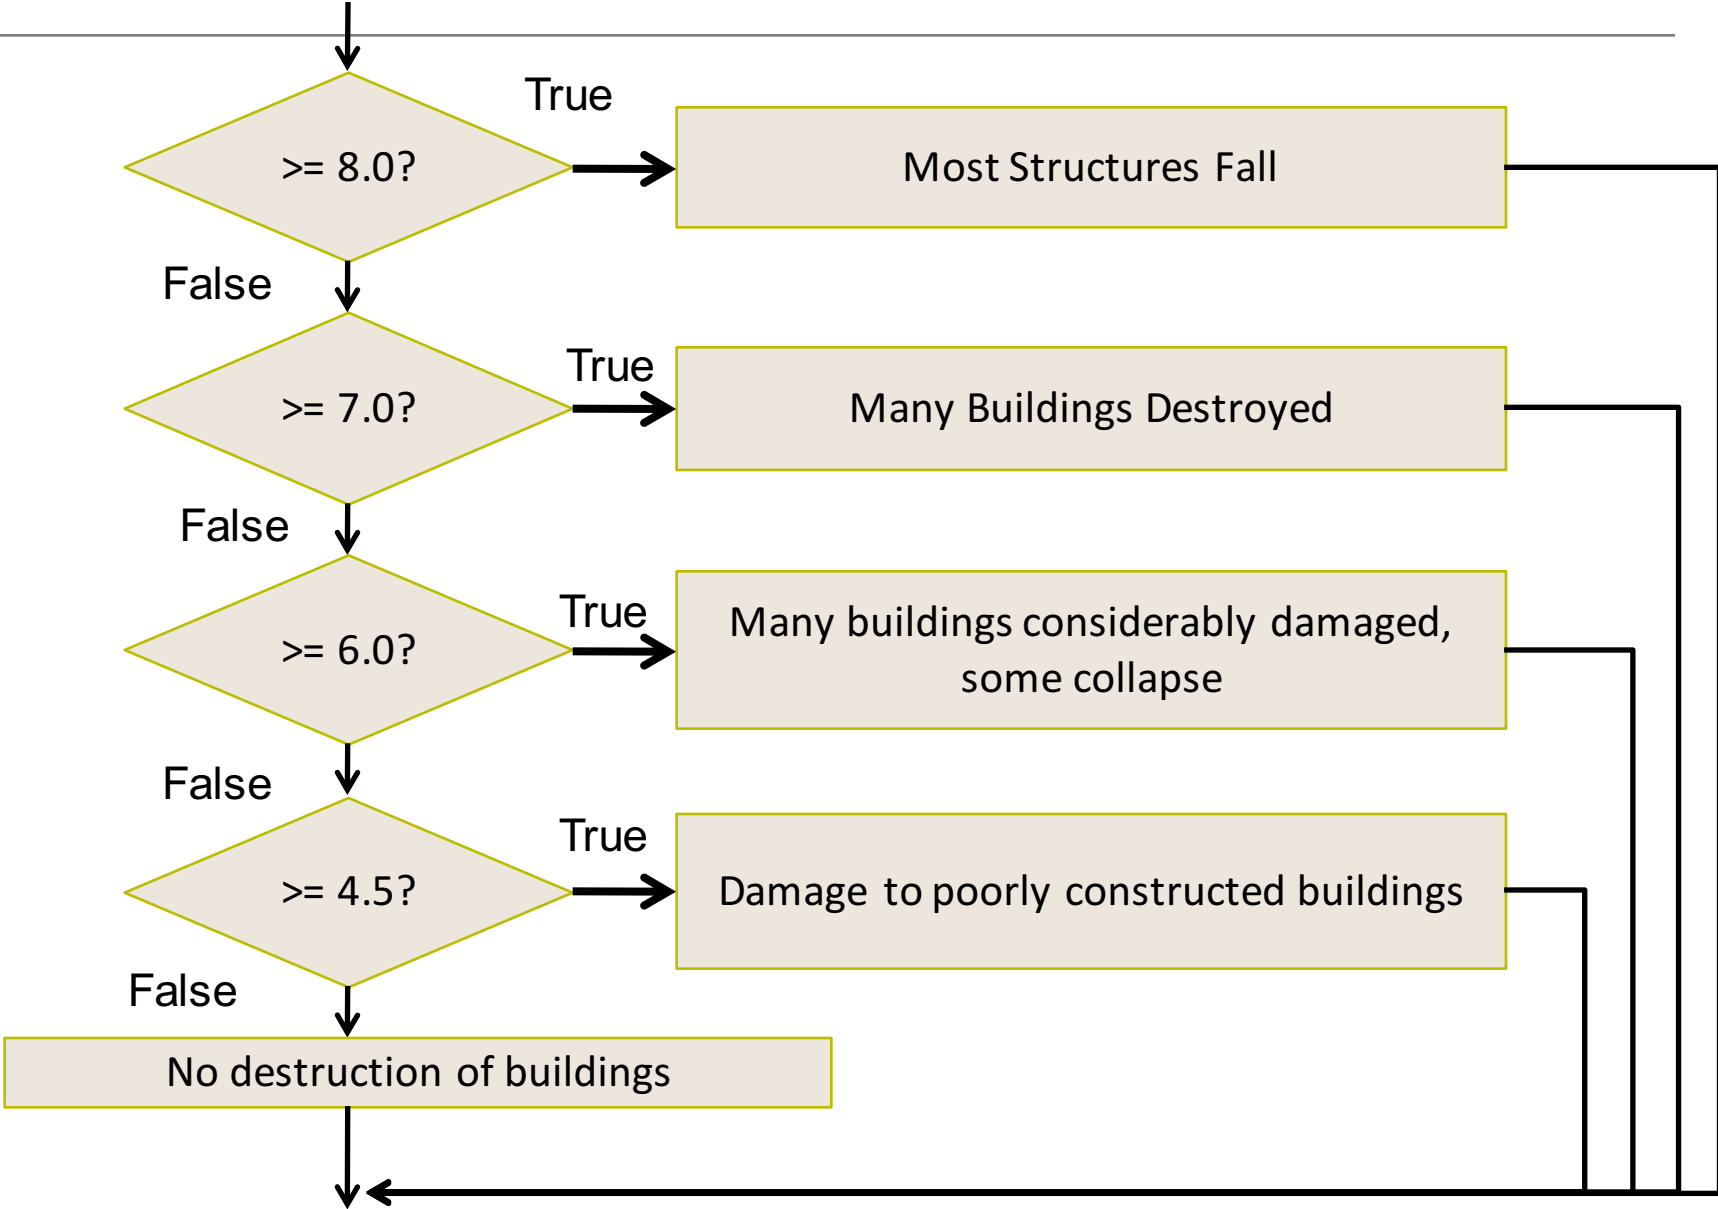 True
>= 8.0?
Most Structures Fall
False
True
>= 7.0?
Many Buildings Destroyed
False
True
>= 6.0?
Many buildings considerably damaged,
some collapse
False
True
>= 4.5?
Damage to poorly constructed buildings
False
No destruction of buildings